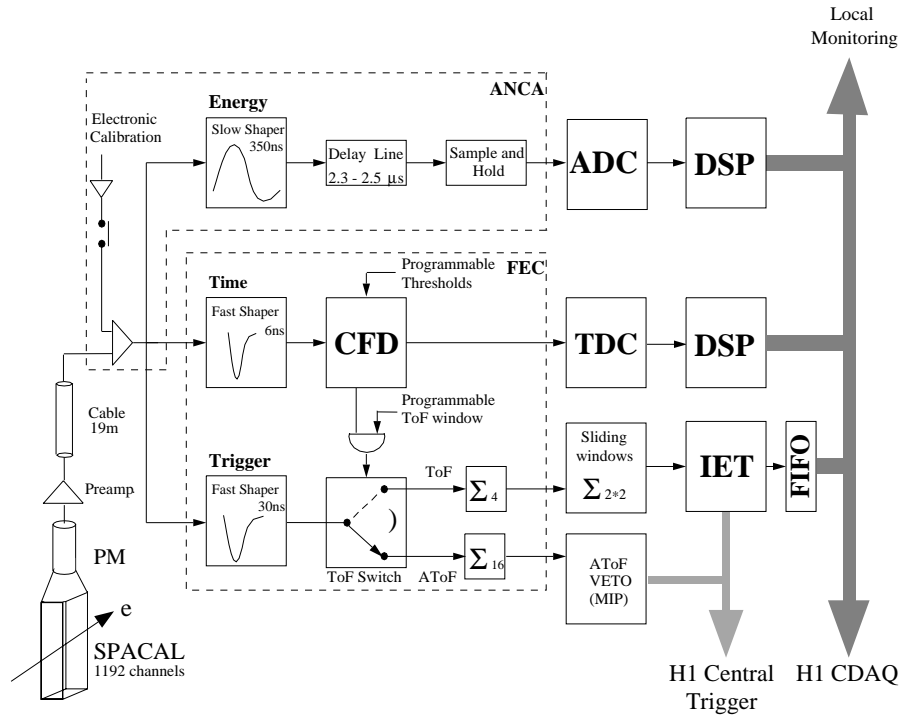 Local
Monitoring
ANCA
Energy
Electronic
Calibration
Slow Shaper
350ns
Delay Line
2.3 - 2.5 μs
Sample and
Hold
ADC
DSP
FEC
Programmable
Thresholds
Time
Fast Shaper
6ns
CFD
TDC
DSP
Cable
19m
Programmable
ToF window
Trigger
Fast Shaper
30ns
ToF
Σ 4
Sliding
windows
Σ 2*2
IET
FIFO
Preamp
PM
)
ToF Switch
AToF
Σ 16
AToF
VETO
(MIP)
e
SPACAL
1192 channels
H1 Central
Trigger
H1 CDAQ